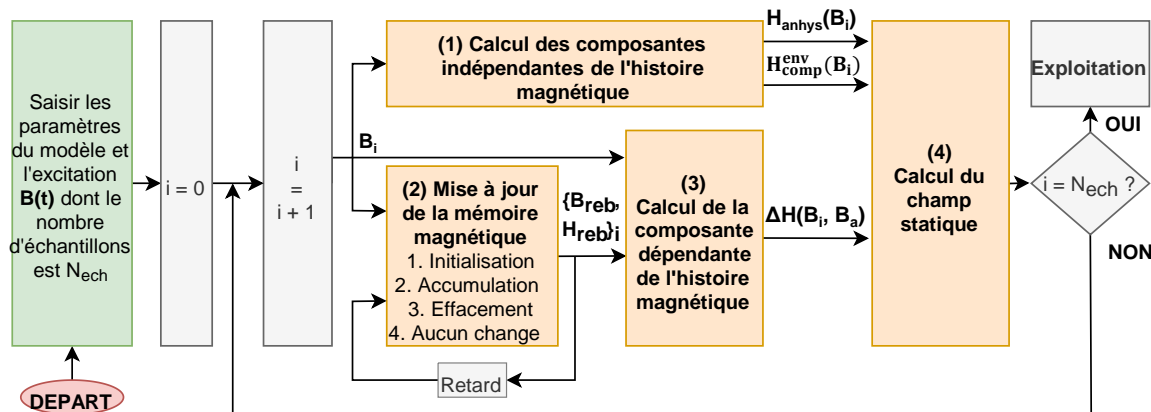 Saisir les
paramètres
du modèle et
l'excitation
B(t) dont le
nombre
d'échantillons
est Nech
DEPART
i = 0
i
=
i + 1
Bi
(1) Calcul des composantes
indépendantes de l'histoire
magnétique
(2) Mise à jour
de la mémoire
magnétique
1. Initialisation
2. Accumulation
3. Effacement
4. Aucun change
Retard
{Breb,
Hreb}i
(3)
Calcul de la
composante
dépendante
de l'histoire
magnétique
Hanhys(Bi)
H^env_comp(Bi)
ΔH(Bi, Ba)
(4)
Calcul du
champ
statique
Exploitation
OUI
i = Nech ?
NON